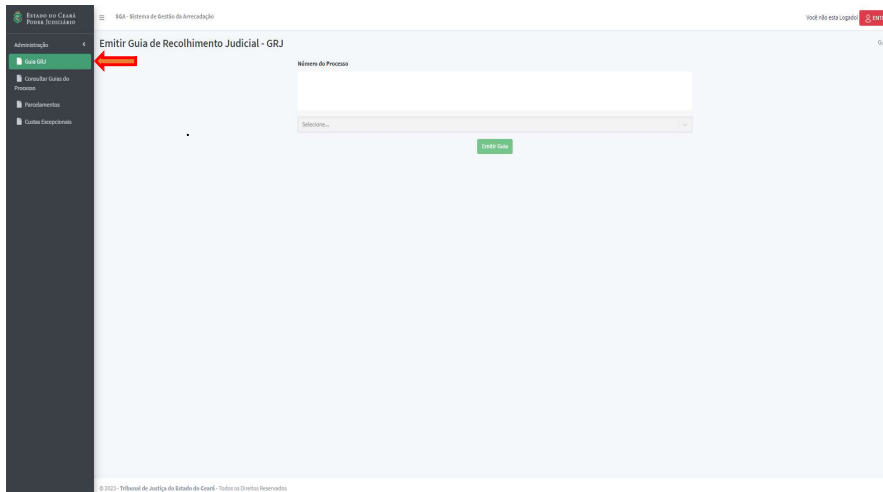 ESTADO DO CEARÁ
PODER JUDICIÁRIO
SGA - Sistema de Gestão da Arrecadação
Você não esta Logado!
Administração
Guia GRJ
Consultar Guias do
Processo
Parcelamentos
Custas Excepcionais
Emitir Guia de Recolhimento Judicial - GRJ
Número do Processo
Selecione...
Emitir Guia
© 2023 - Tribunal de Justiça do Estado do Ceará - Todos os Direitos Reservados